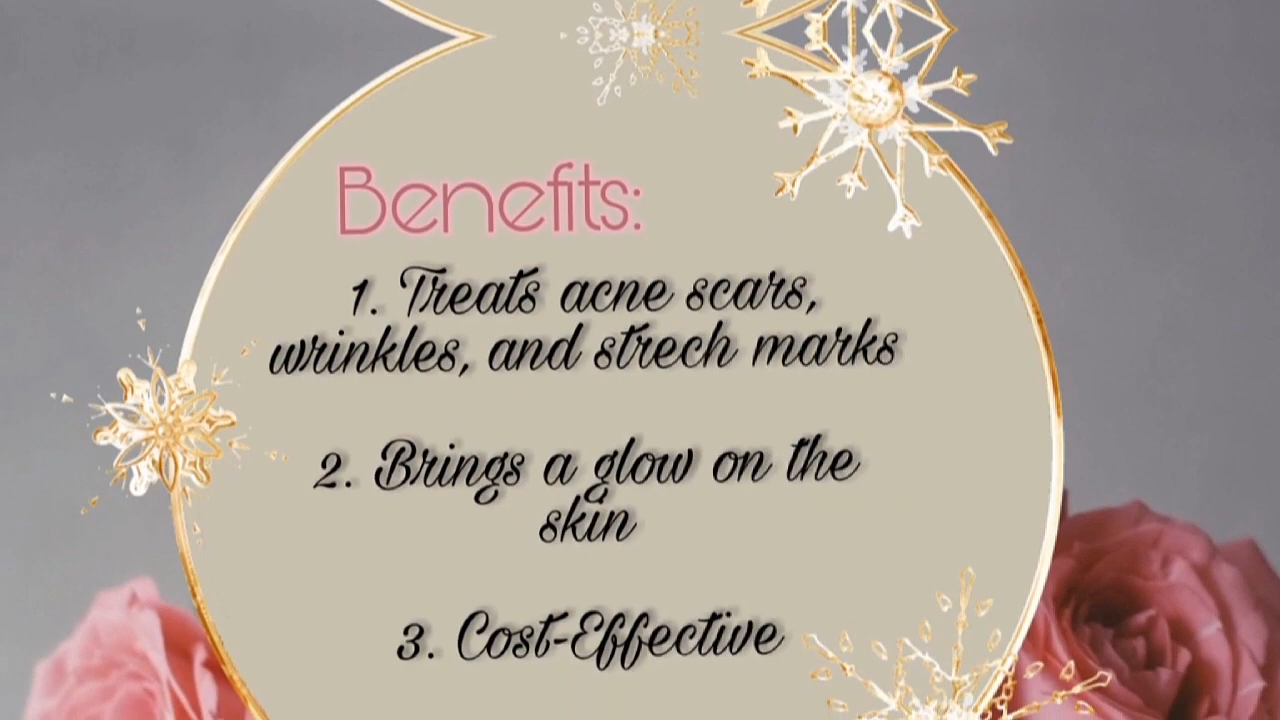 Benefits:
1. Treats acne scars,
wrinkles, and strech marks
2. Brings a glow on the
skin
3. Cost-Effective